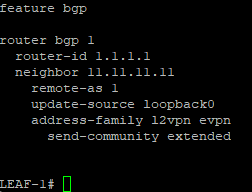 feature bgp
router bgp 1
router-id 1.1.1.1
neighbor 11.11.11.11
remote-as 1
update-source loopback0
address-family l2vpn evpn
send-community extended
LEAF-1#